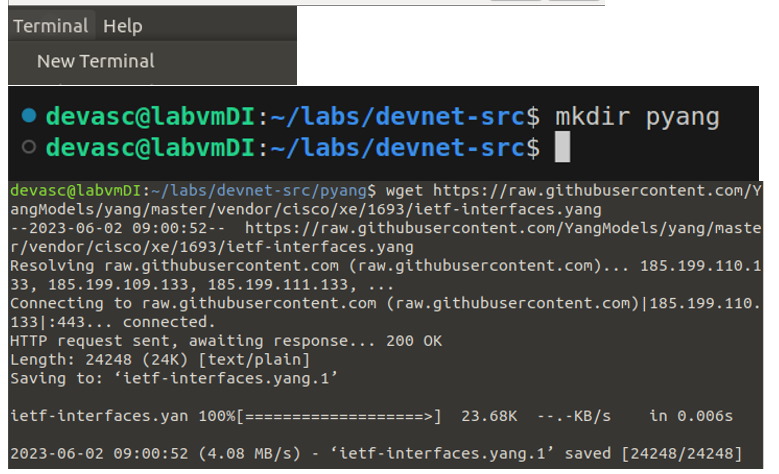 Terminal Help
New Terminal
devasc@labvmDI:~/labs/devnet-src$ mkdir pyang
devasc@labvmDI:~/labs/devnet-src$
devasc@labvmDI:~/labs/devnet-src/pyang$ wget https://raw.githubusercontent.com/Y
angModels/yang/master/vendor/cisco/xe/1693/ietf-interfaces.yang
--2023-06-02 09:00:52--  https://raw.githubusercontent.com/YangModels/yang/maste
r/vendor/cisco/xe/1693/ietf-interfaces.yang
Resolving raw.githubusercontent.com (raw.githubusercontent.com)... 185.199.110.1
33, 185.199.109.133, 185.199.111.133, ...
Connecting to raw.githubusercontent.com (raw.githubusercontent.com)|185.199.110.
133|:443... connected.
HTTP request sent, awaiting response... 200 OK
Length: 24248 (24K) [text/plain]
Saving to: ‘ietf-interfaces.yang.1’
ietf-interfaces.yan 100%[===================>]  23.68K  --.-KB/s    in 0.006s
2023-06-02 09:00:52 (4.08 MB/s) - ‘ietf-interfaces.yang.1’ saved [24248/24248]